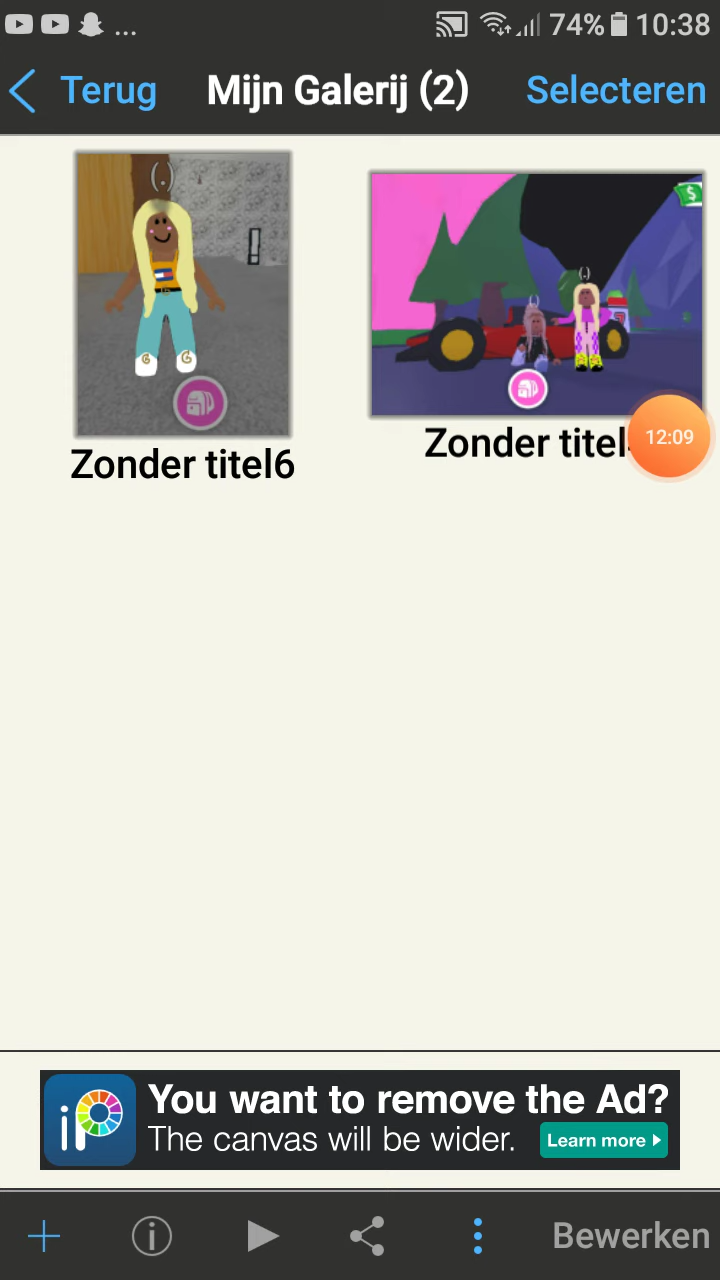 ... 74% 10:38
Terug Mijn Galerij (2) Selecteren
Zonder titel6
Zonder titel
12:09
iP You want to remove the Ad?
The canvas will be wider. Learn more
Bewerken